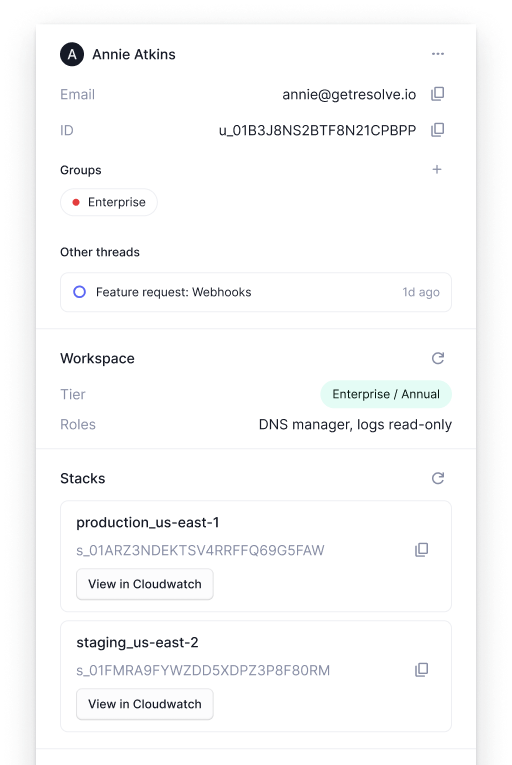 A Annie Atkins
Email annie@getresolve.io
ID u_01B3J8NS2BTF8N21CPBPP
Groups
Enterprise
Other threads
Feature request: Webhooks 1d ago
Workspace
Tier Enterprise / Annual
Roles DNS manager, logs read-only
Stacks
production_us-east-1
s_01ARZ3NDEKTSV4RRFFQ69G5FAW
View in Cloudwatch
staging_us-east-2
s_01FMRA9FYWZDD5XDPZ3P8F80RM
View in Cloudwatch